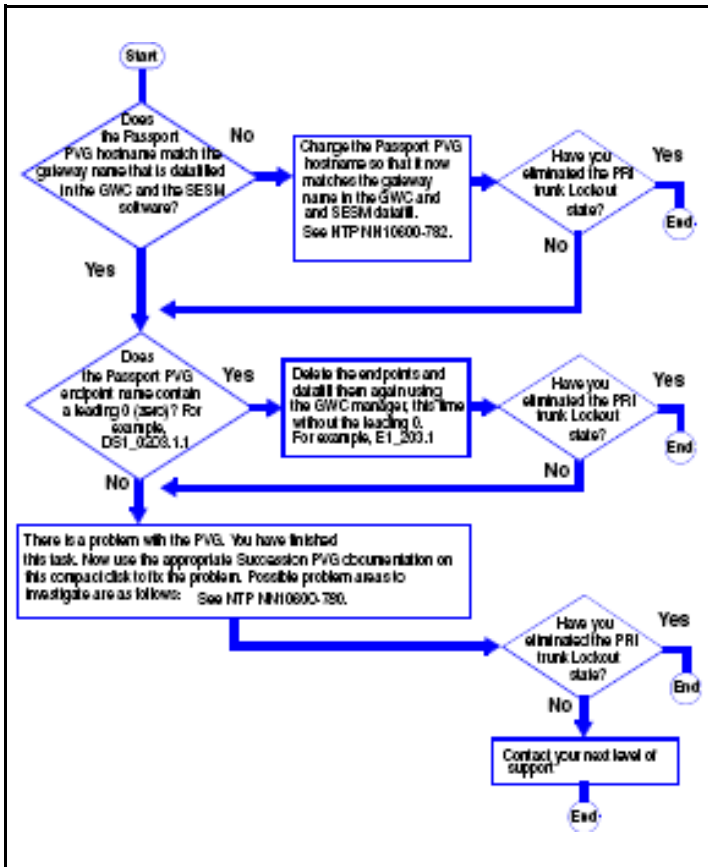 Start
Does
the Passport
PVG hostname match the
gateway name that is datafilled
in the GWC and the SESM
software?
No
Change the Passport PVG
hostname so that it now
matches the gateway
name in the GWC and
and SESM datafill.
See NTP NN10600-782.
Have you
eliminated the PRI
trunk Lockout
state?
Yes
End
No
Yes
Does
the Passport PVG
endpoint name contain
a leading 0 (zero)? For
example,
DS1_0203.1.1
Yes
Delete the endpoints and
datafill them again using
the GWC manager, this time
without the leading 0.
For example, E1_203.1
Have you
eliminated the PRI
trunk Lockout
state?
Yes
End
No
No
There is a problem with the PVG. You have finished
this task. Now use the appropriate Succession PVG documentation on
this compact disk to fix the problem. Possible problem areas to
investigate are as follows: See NTP NN10600-780.
Have you
eliminated the PRI
trunk Lockout
state?
Yes
End
No
Contact your next level of
support
End